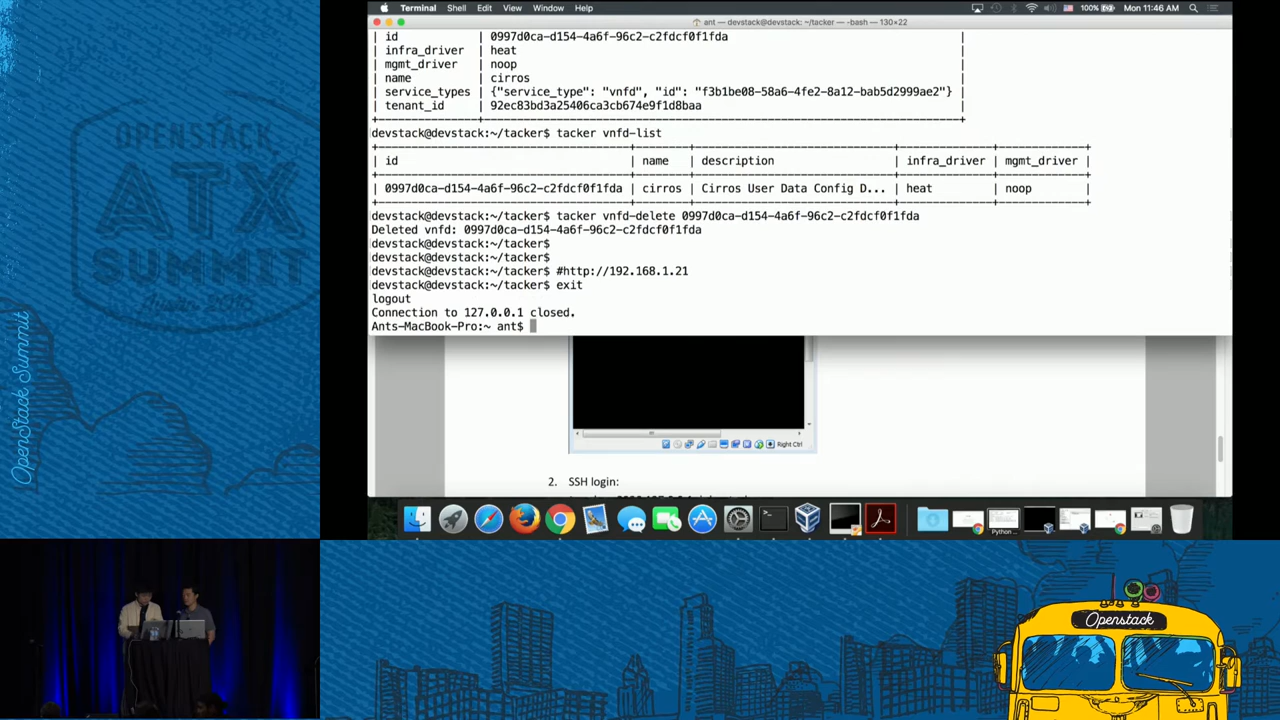 Terminal Shell Edit View Window Help
100% Mon 11:46 AM
ant — devstack@devstack: ~/tacker — -bash — 130×22
| id | 0997d0ca-d154-4a6f-96c2-c2fdcf0f1fda |
| infra_driver | heat |
| mgmt_driver | noop |
| name | cirros |
| service_types | {"service_type": "vnfd", "id": "f3b1be08-58a6-4fe2-8a12-bab5d2999ae2"} |
| tenant_id | 92ec83bd3a25406ca3cb674e9f1d8baa |
devstack@devstack:~/tacker$ tacker vnfd-list
| id | name | description | infra_driver | mgmt_driver |
| 0997d0ca-d154-4a6f-96c2-c2fdcf0f1fda | cirros | Cirros User Data Config D... | heat | noop |
devstack@devstack:~/tacker$ tacker vnfd-delete 0997d0ca-d154-4a6f-96c2-c2fdcf0f1fda
Deleted vnfd: 0997d0ca-d154-4a6f-96c2-c2fdcf0f1fda
devstack@devstack:~/tacker$
devstack@devstack:~/tacker$
devstack@devstack:~/tacker$ #http://192.168.1.21
devstack@devstack:~/tacker$ exit
logout
Connection to 127.0.0.1 closed.
Ants-MacBook-Pro:~ ant$
Right Ctrl
2. SSH login:
Python ...
OPENSTACK
ATX
SUMMIT
OpenStack Summit
Openstack